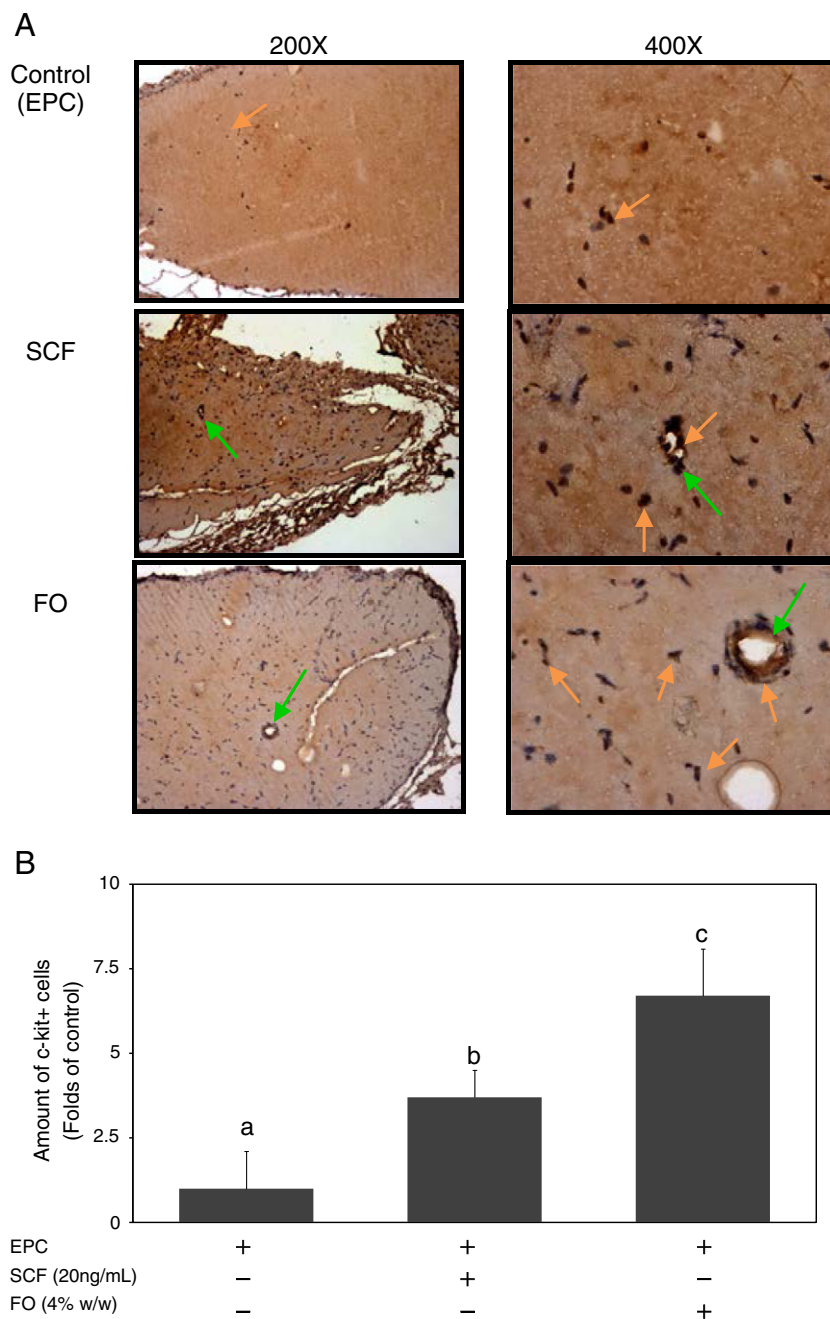 A
200X
400X
Control
(EPC)
SCF
FO
B
Amount of c-kit+ cells
(Folds of control)
10
7.5
5
2.5
0
a
b
c
EPC + + +
SCF (20ng/mL) – + –
FO (4% w/w) – – +